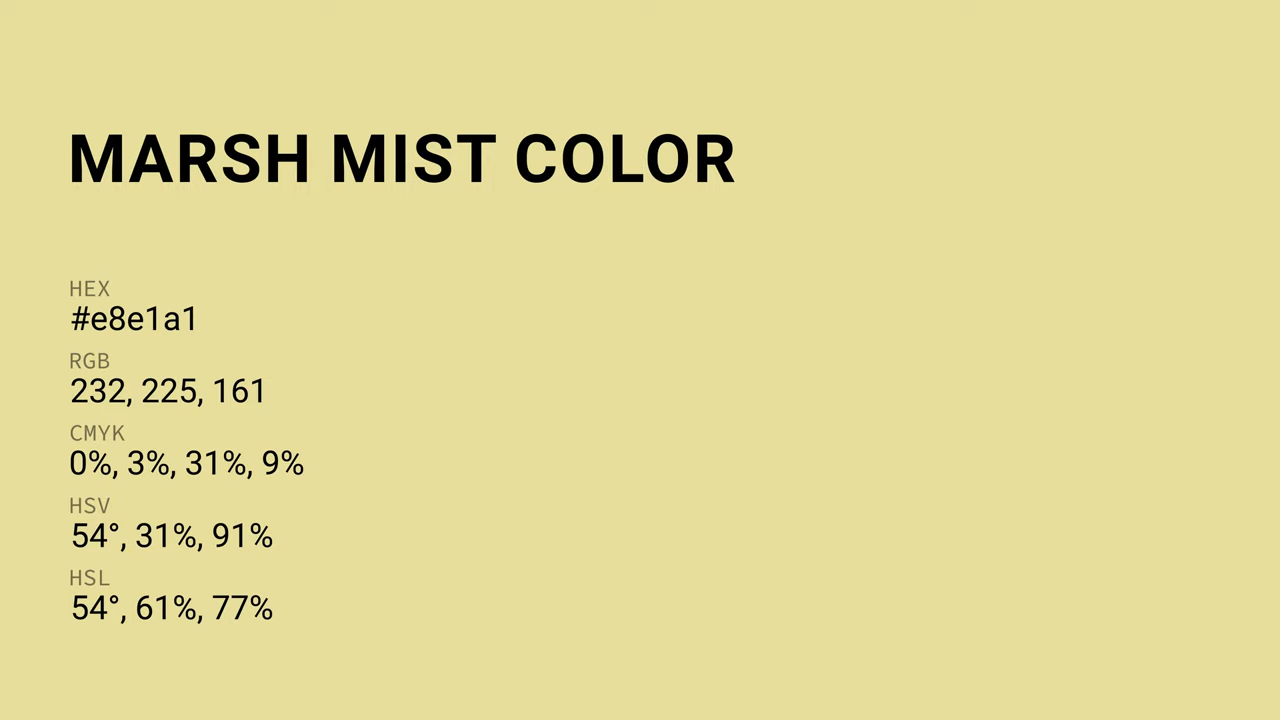 MARSH MIST COLOR
HEX
#e8e1a1
RGB
232, 225, 161
CMYK
0%, 3%, 31%, 9%
HSV
54°, 31%, 91%
HSL
54°, 61%, 77%